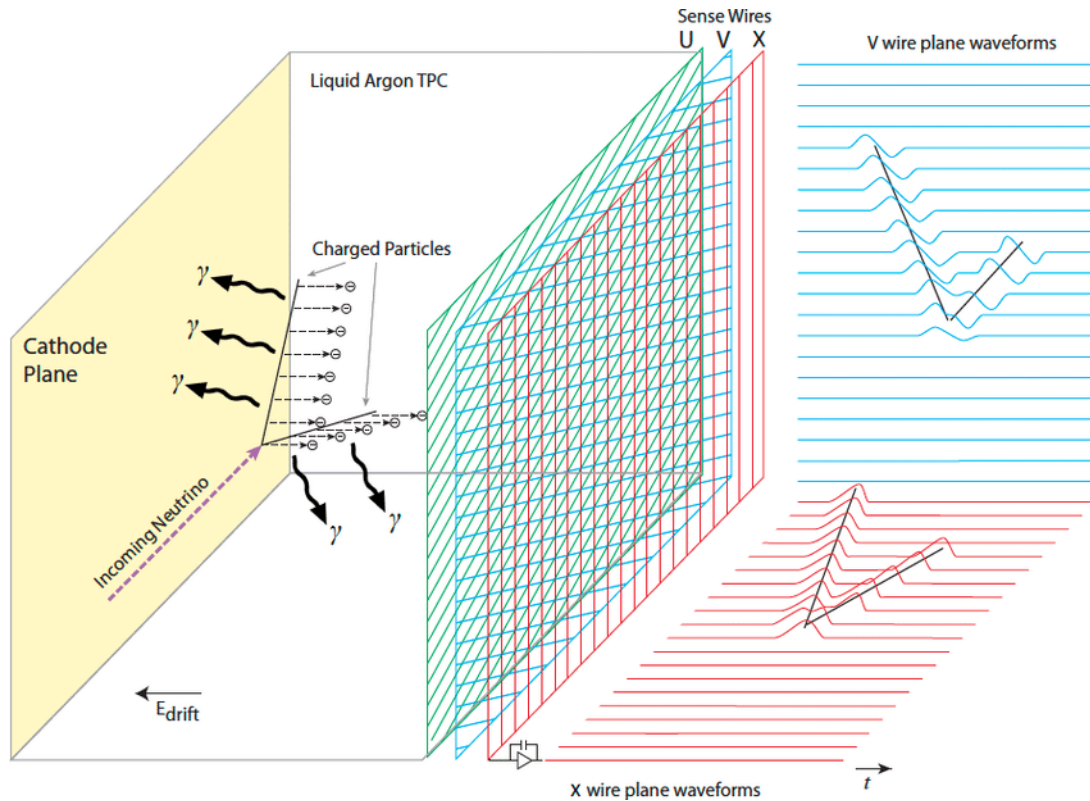 Sense Wires
U V X
V wire plane waveforms
Liquid Argon TPC
Charged Particles
γ
γ
γ
Cathode
Plane
γ
γ
Incoming Neutrino
Edrift
t
X wire plane waveforms